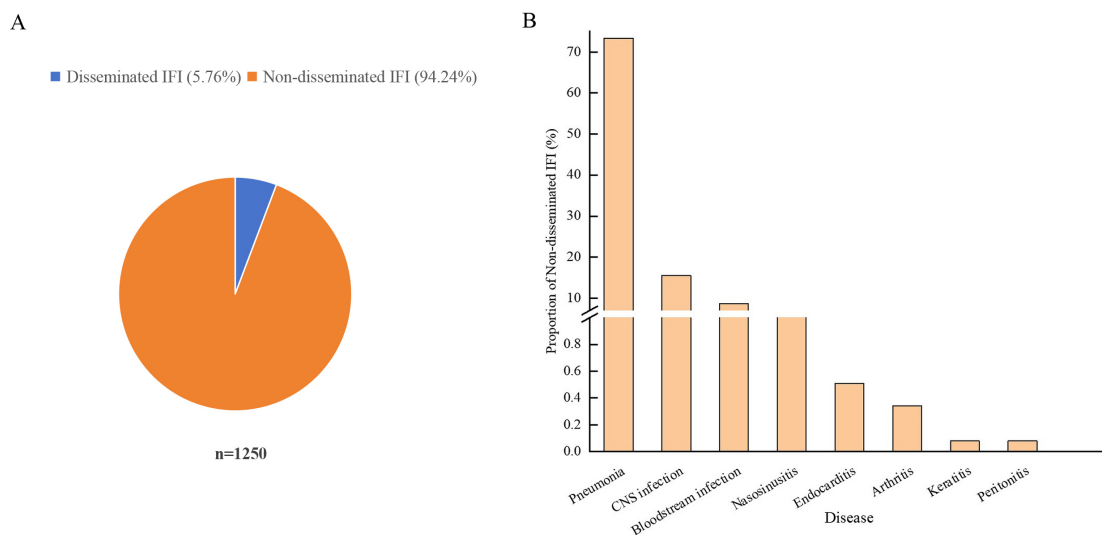 A
Disseminated IFI (5.76%) Non-disseminated IFI (94.24%)
n=1250
B
Proportion of Non-disseminated IFI (%)
70
60
50
40
30
20
10
0.8
0.6
0.4
0.2
0.0
Pneumonia
CNS infection
Bloodstream infection
Nasosinusitis
Endocarditis
Arthritis
Keratitis
Peritonitis
Disease